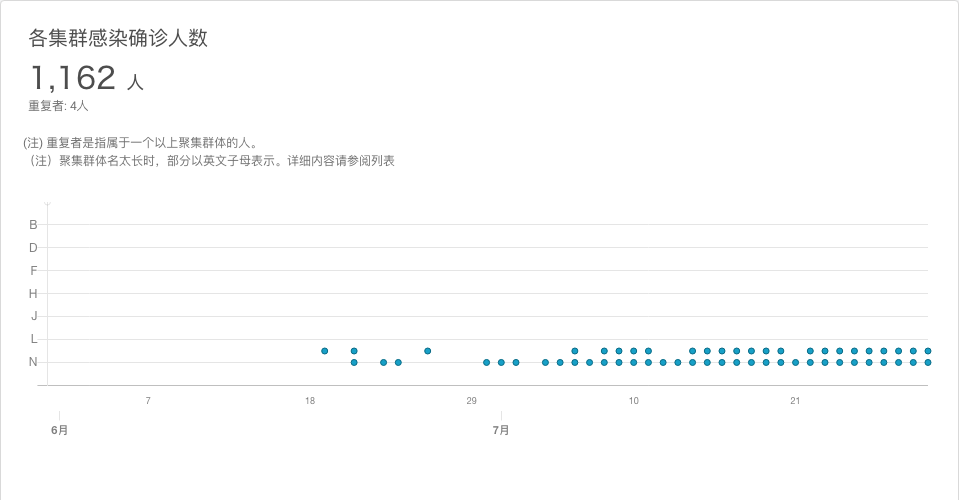 各集群感染确诊人数
1,162 人
重复者: 4人
(注) 重复者是指属于一个以上聚集群体的人。
（注）聚集群体名太长时，部分以英文子母表示。详细内容请参阅列表
B
D
F
H
J
L
N
7 18 29 10 21
6月 7月